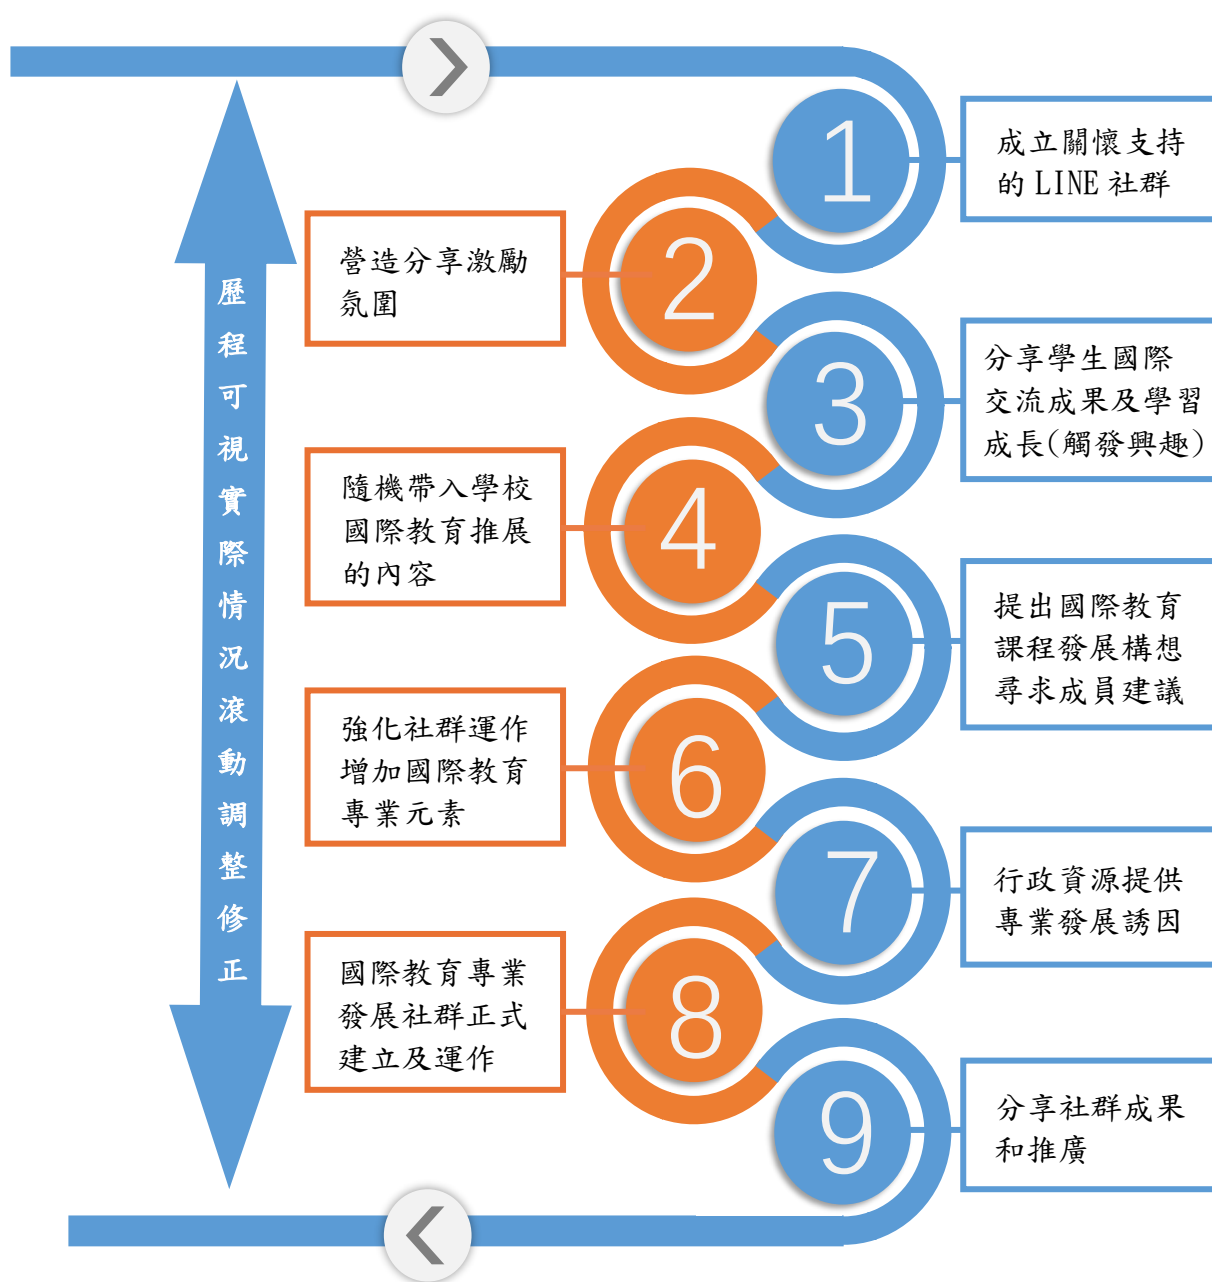 歷程可視實際情況滾動調整修正
1
成立關懷支持
的 LINE 社群
2
營造分享激勵
氛圍
3
分享學生國際
交流成果及學習
成長(觸發興趣)
4
隨機帶入學校
國際教育推展
的內容
5
提出國際教育
課程發展構想
尋求成員建議
6
強化社群運作
增加國際教育
專業元素
7
行政資源提供
專業發展誘因
8
國際教育專業
發展社群正式
建立及運作
9
分享社群成果
和推廣